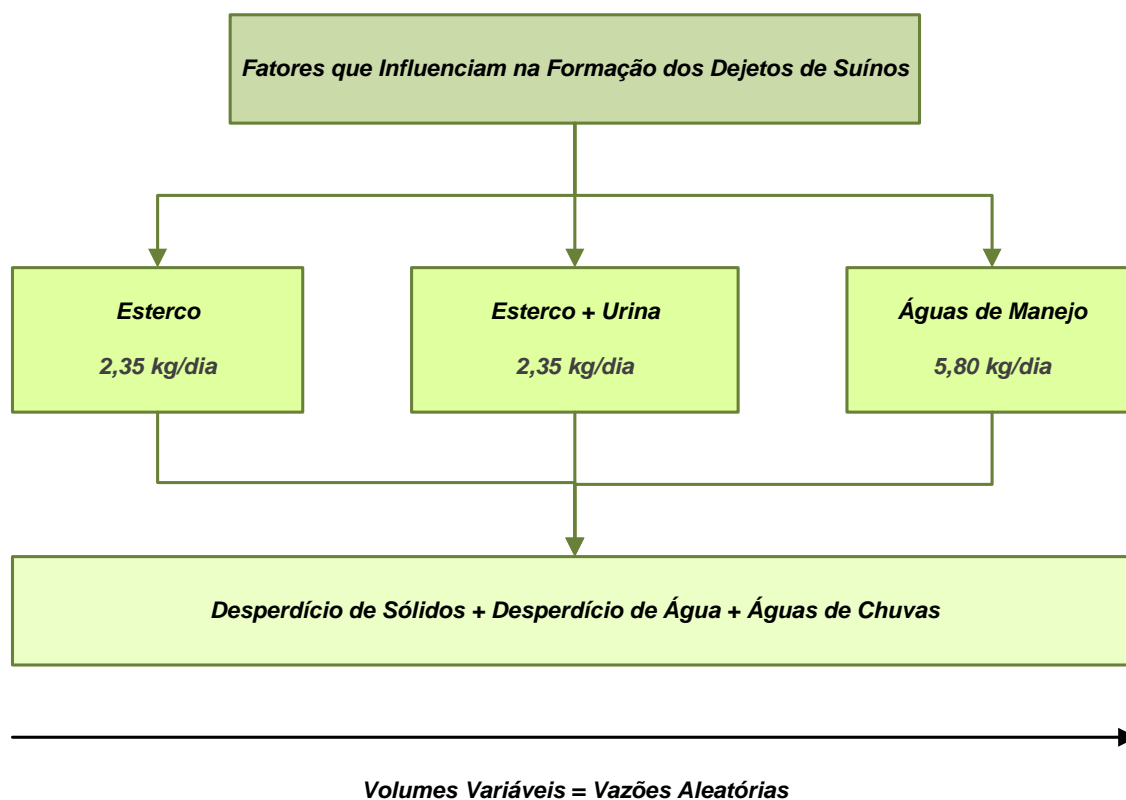 Fatores que Influenciam na Formação dos Dejetos de Suínos
Esterco
2,35 kg/dia
Esterco + Urina
2,35 kg/dia
Águas de Manejo
5,80 kg/dia
Desperdício de Sólidos + Desperdício de Água + Águas de Chuvas
Volumes Variáveis = Vazões Aleatórias